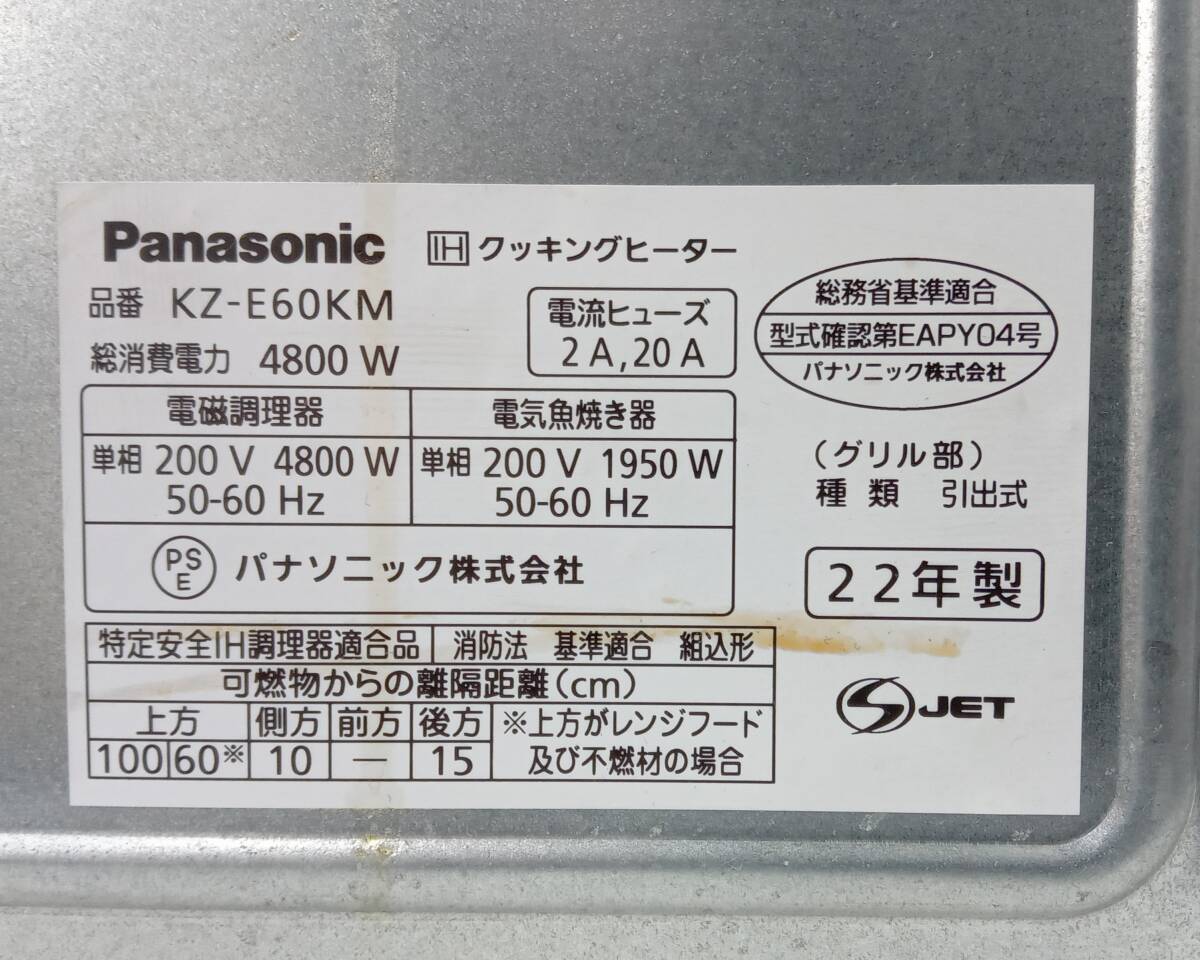 Panasonic IH クッキングヒーター
品番 KZ-E60KM
総消費電力 4800 W
電流ヒューズ
2 A, 20 A
総務省基準適合
型式確認第EAPY04号
パナソニック株式会社
電磁調理器 電気魚焼き器
単相 200 V 4800 W 単相 200 V 1950 W
50-60 Hz 50-60 Hz
PSE パナソニック株式会社
(グリル部)
種類 引出式
22年製
特定安全IH調理器適合品 消防法 基準適合 組込形
可燃物からの離隔距離(cm)
上方 側方 前方 後方 ※上方がレンジフード
100 60※ 10 — 15 及び不燃材の場合
S JET